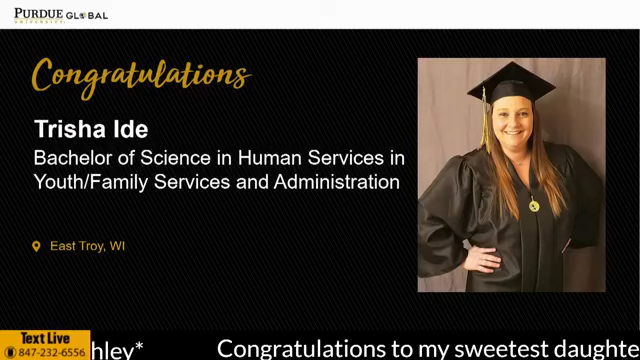 PURDUE GLOBAL
UNIVERSITY
Congratulations
Trisha Ide
Bachelor of Science in Human Services in
Youth/Family Services and Administration
East Troy, WI
Text Live
847-232-6556
hley* Congratulations to my sweetest daughte